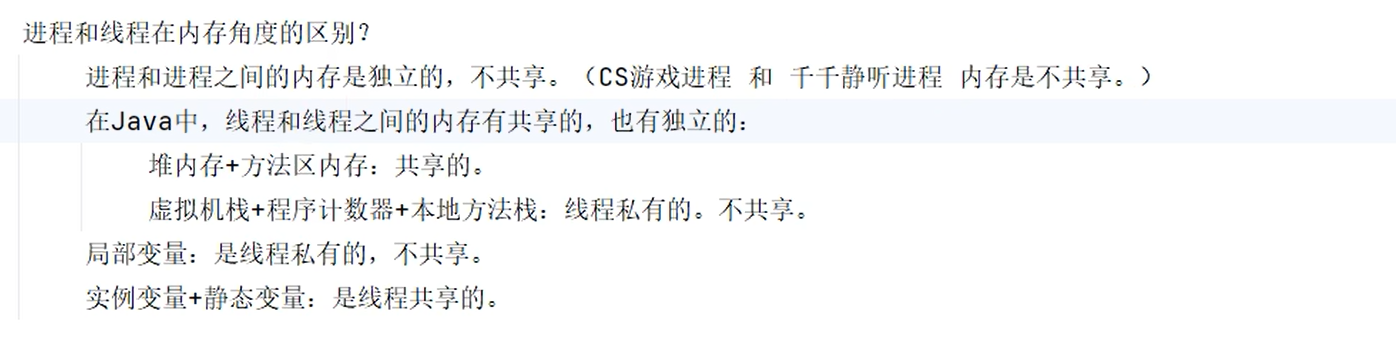 进程和线程在内存角度的区别？
进程和进程之间的内存是独立的，不共享。（CS游戏进程 和 千千静听进程 内存是不共享。）
在Java中，线程和线程之间的内存有共享的，也有独立的：
堆内存+方法区内存：共享的。
虚拟机栈+程序计数器+本地方法栈：线程私有的。不共享。
局部变量：是线程私有的，不共享。
实例变量+静态变量：是线程共享的。